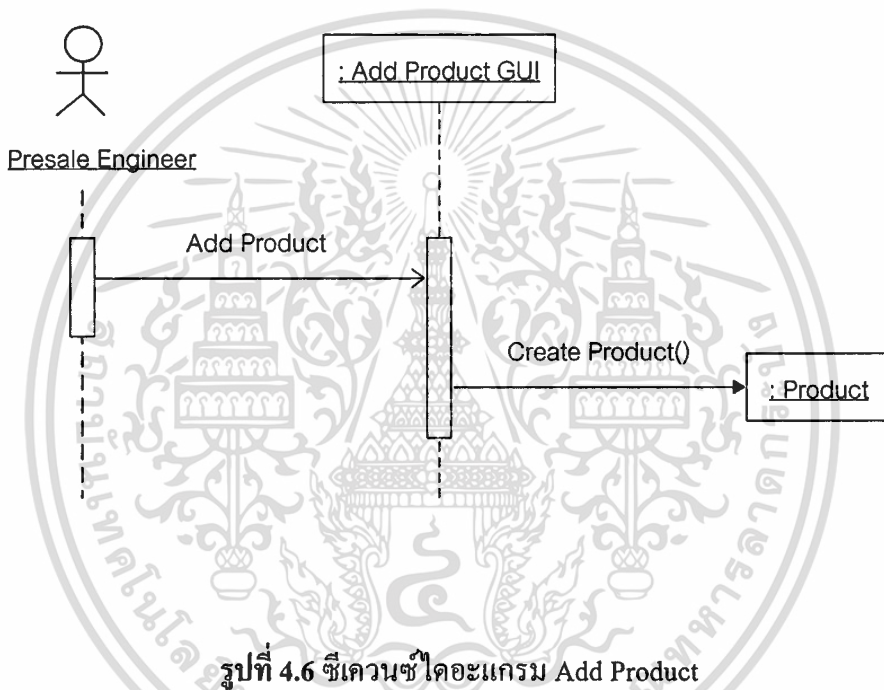 : Add Product GUI
Presale Engineer
Add Product
Create Product()
: Product
รูปที่ 4.6 ซีเควนซ์ไดอะแกรม Add Product